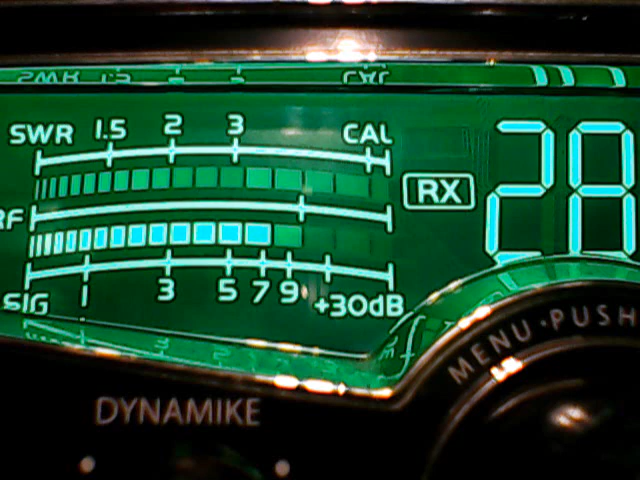 SWR 1.5 2 3 CAL
RX
28
RF
SIG 1 3 5 7 9 +30dB
MENU·PUSH
DYNAMIKE